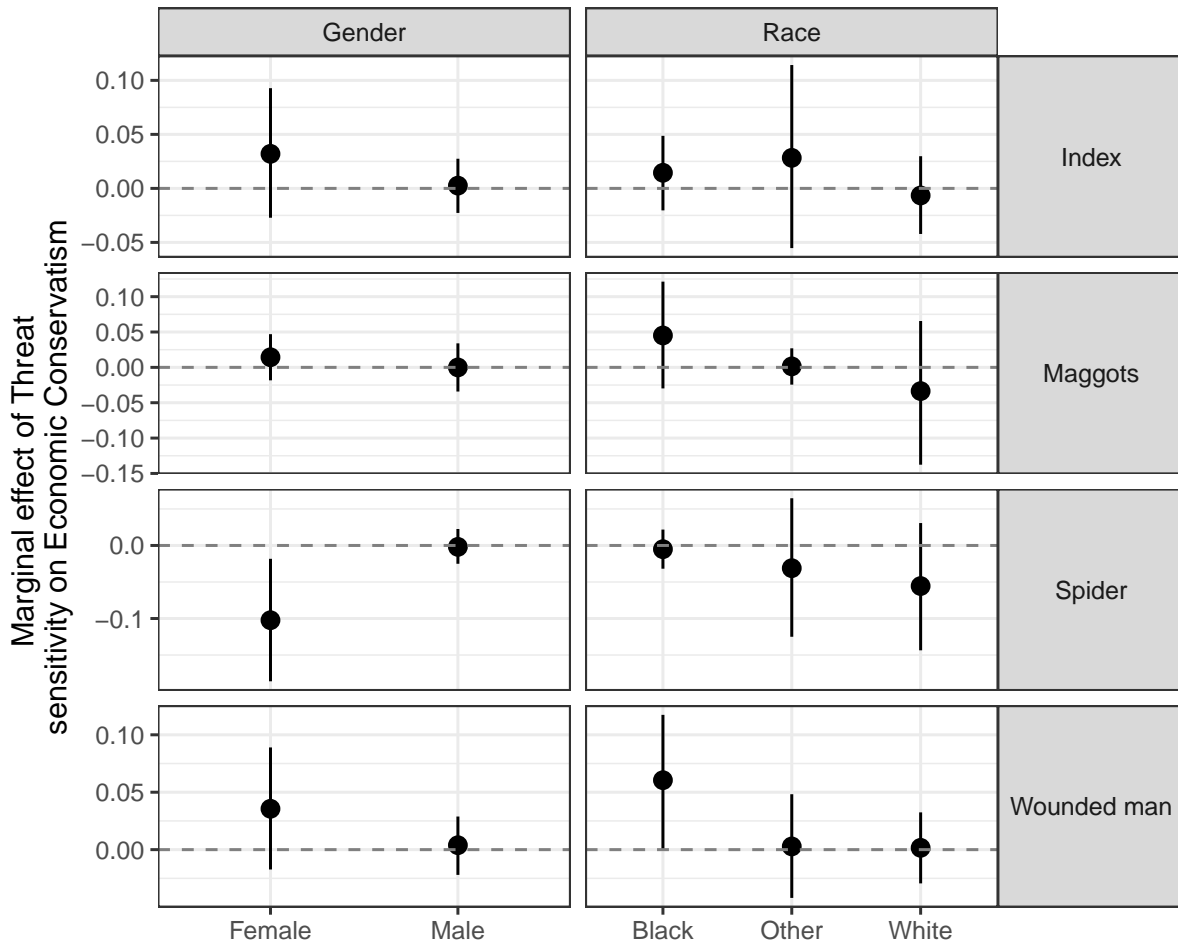 Gender
Race
Marginal effect of Threat
sensitivity on Economic Conservatism
0.10
0.05
0.00
−0.05
Index
0.10
0.05
0.00
−0.05
−0.10
−0.15
Maggots
0.0
−0.1
Spider
0.10
0.05
0.00
Wounded man
Female Male Black Other White